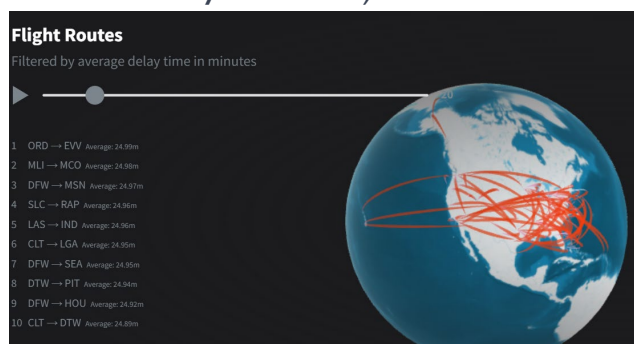 Flight Routes
Filtered by average delay time in minutes
20
1 ORD → EVV Average: 24.99m
2 MLI → MCO Average: 24.98m
3 DFW → MSN Average: 24.97m
4 SLC → RAP Average: 24.96m
5 LAS → IND Average: 24.96m
6 CLT → LGA Average: 24.95m
7 DFW → SEA Average: 24.95m
8 DTW → PIT Average: 24.94m
9 DFW → HOU Average: 24.92m
10 CLT → DTW Average: 24.89m